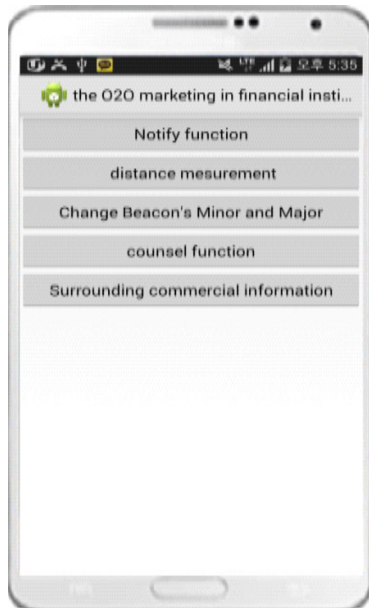 LTE 오후 5:35
the O2O marketing in financial insti...
Notify function
distance mesurement
Change Beacon's Minor and Major
counsel function
Surrounding commercial information